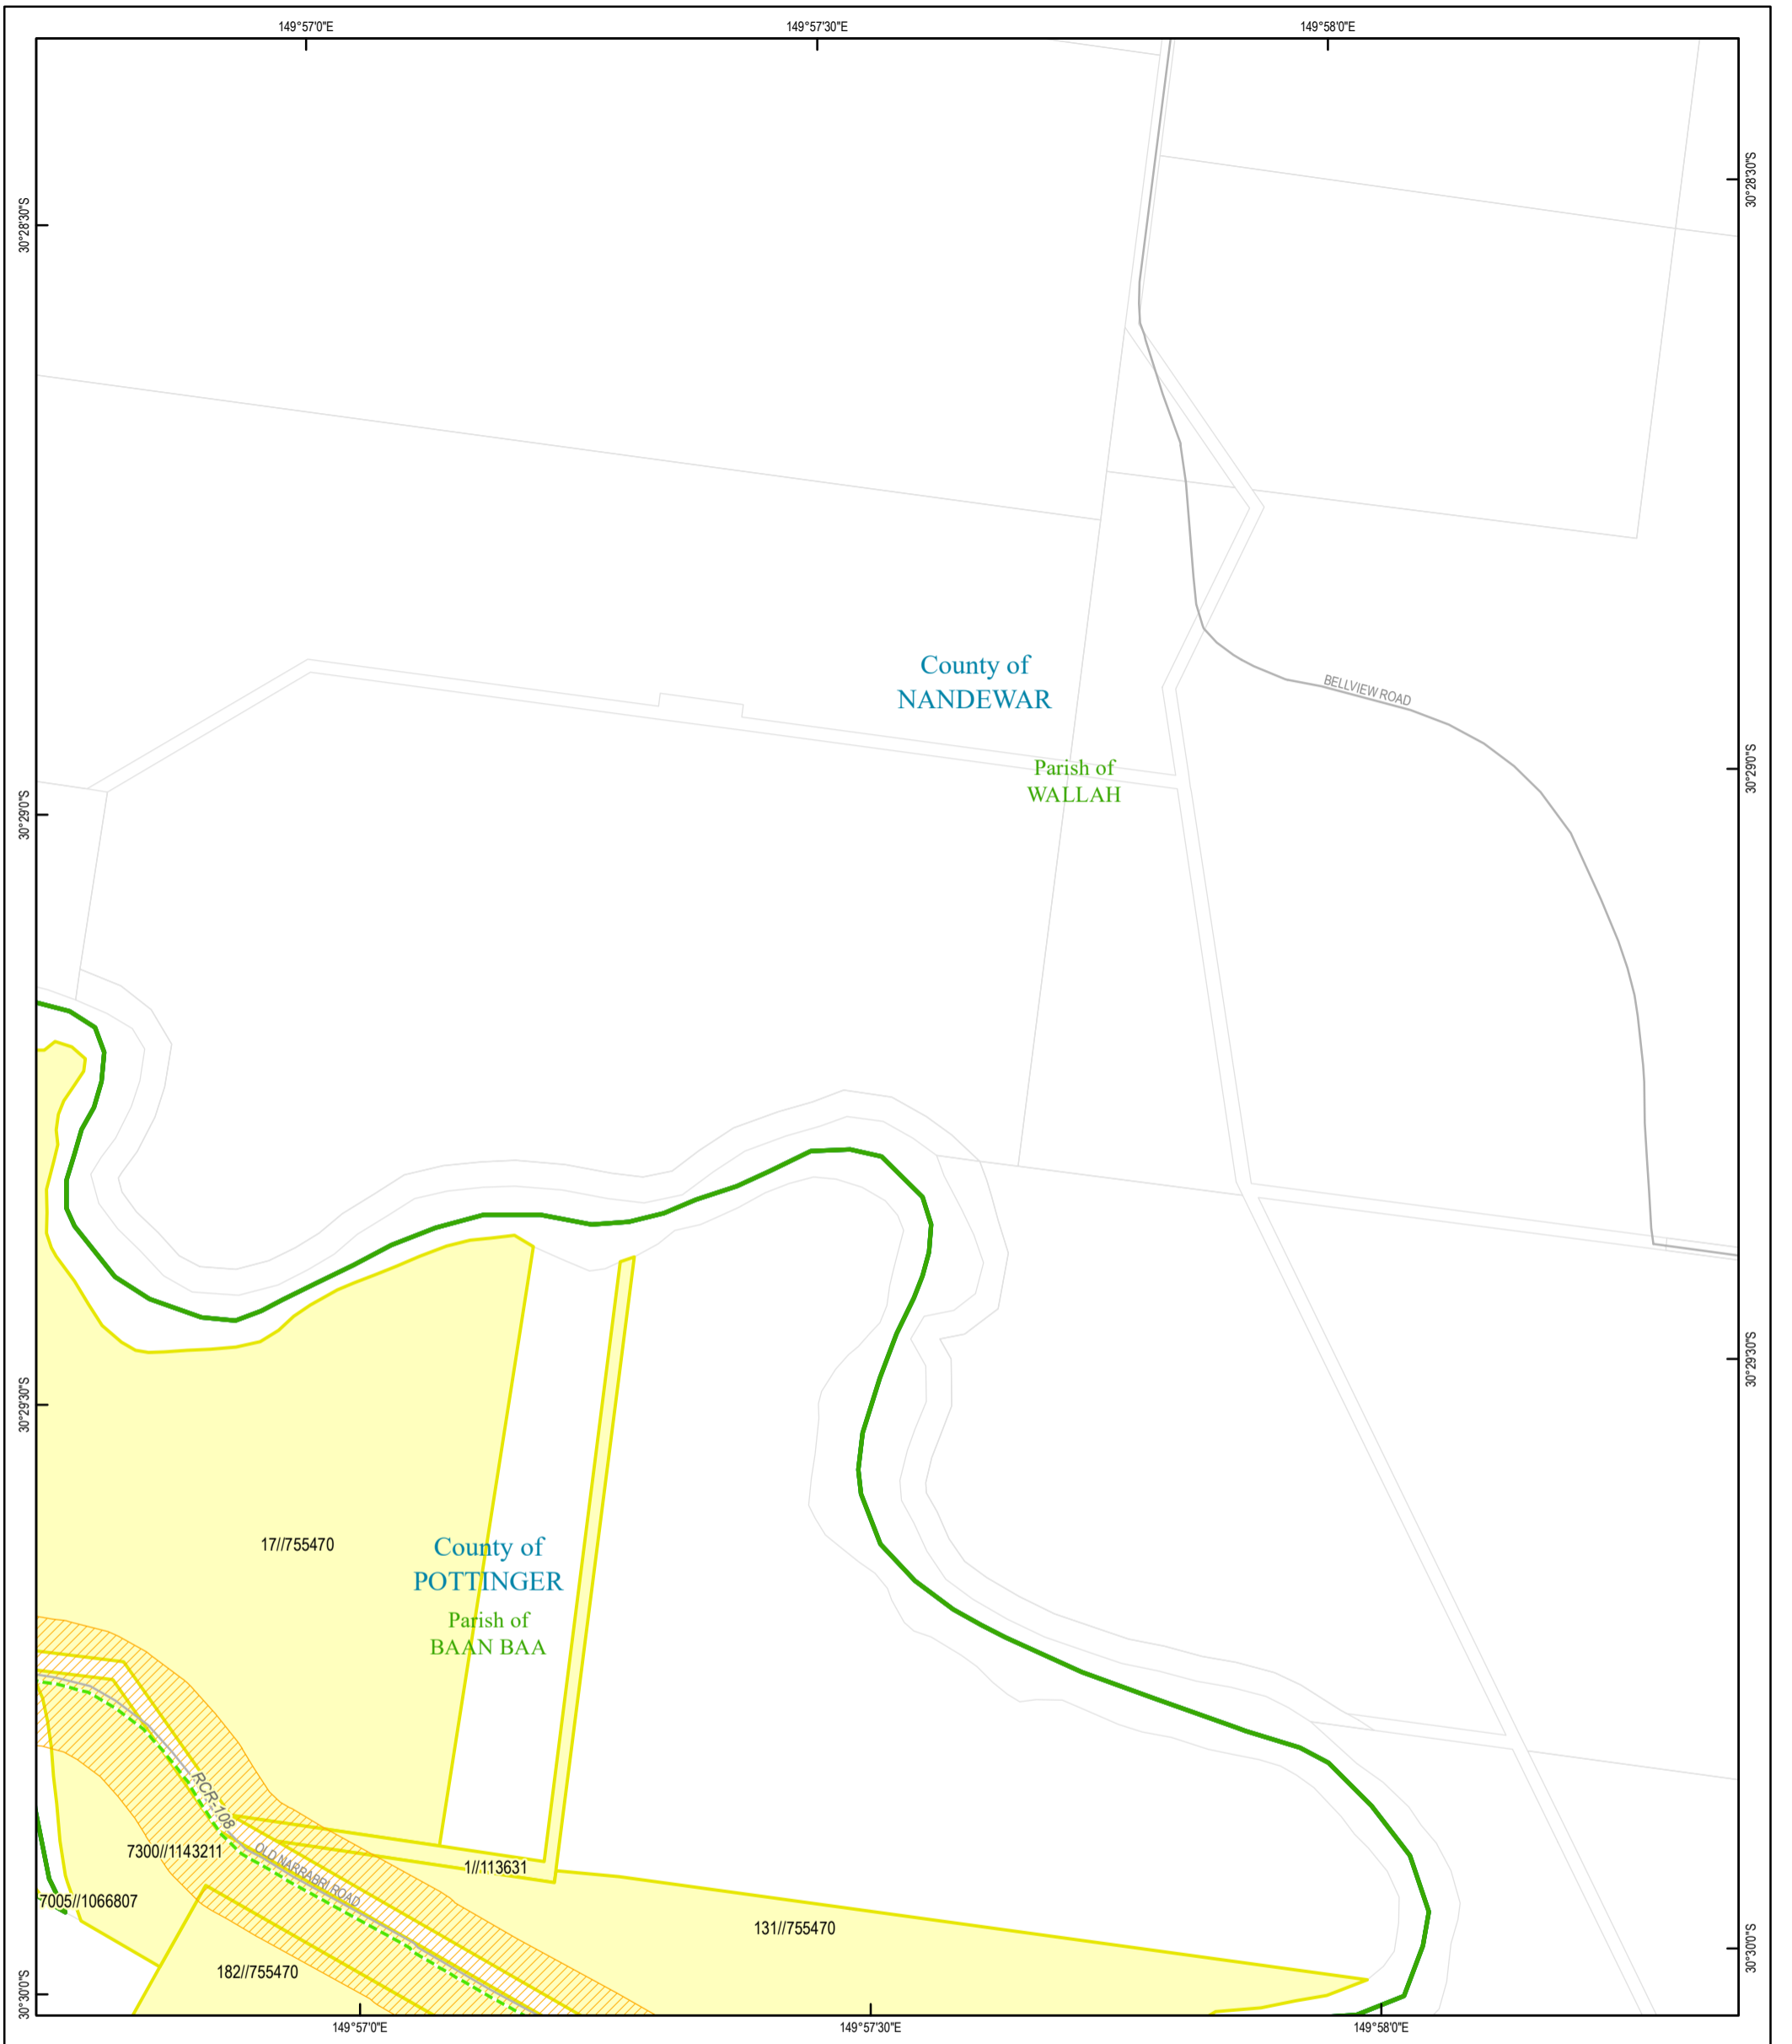 149°57'0"E
149°57'30"E
149°58'0"E
30°28'30"S
30°28'30"S
County of
NANDEWAR
BELLVIEW ROAD
Parish of
WALLAH
30°29'0"S
30°29'0"S
30°29'30"S
30°29'30"S
17//755470
County of
POTTINGER
Parish of
BAAN BAA
RCR-108
7300//1143211
OLD NARRABRI ROAD
1//113631
7005//1066807
131//755470
182//755470
30°30'0"S
30°30'0"S
149°57'0"E
149°57'30"E
149°58'0"E